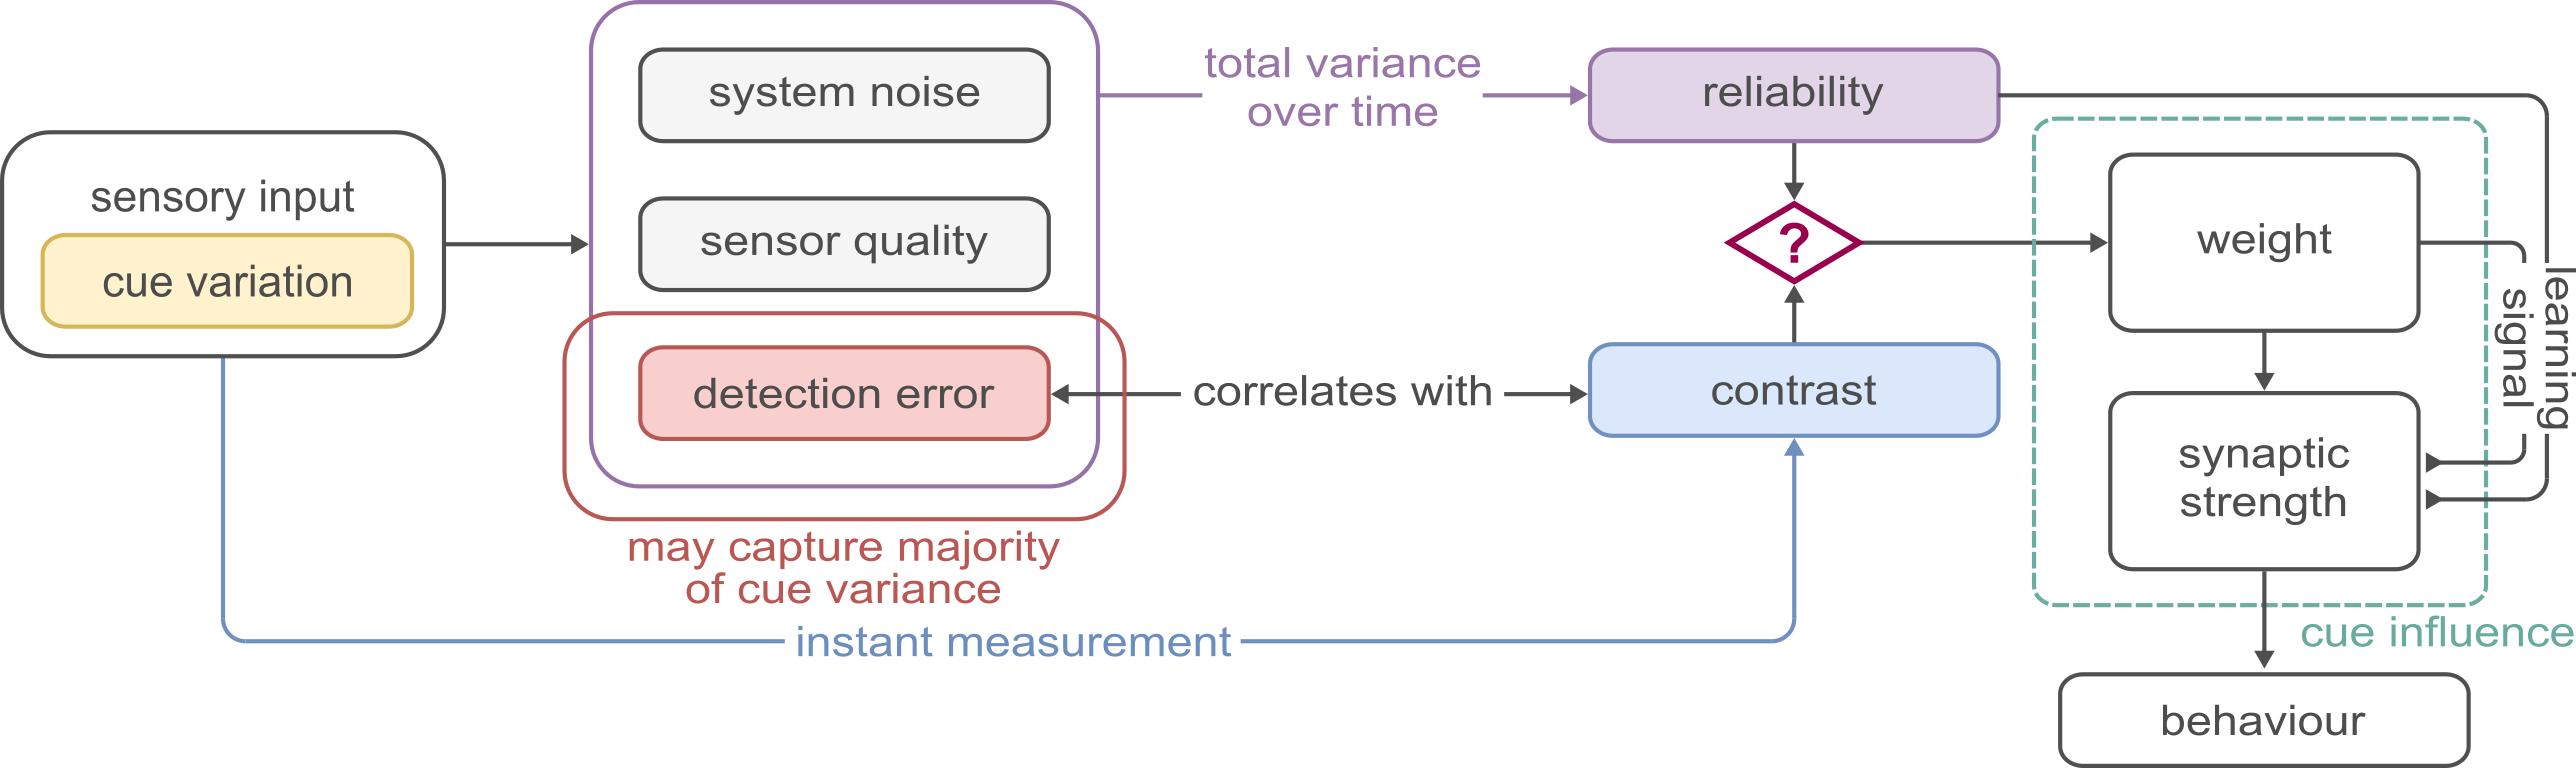 sensory input
cue variation
system noise
sensor quality
detection error
may capture majority
of cue variance
total variance
over time
correlates with
instant measurement
reliability
?
contrast
weight
synaptic
strength
learning
signal
cue influence
behaviour